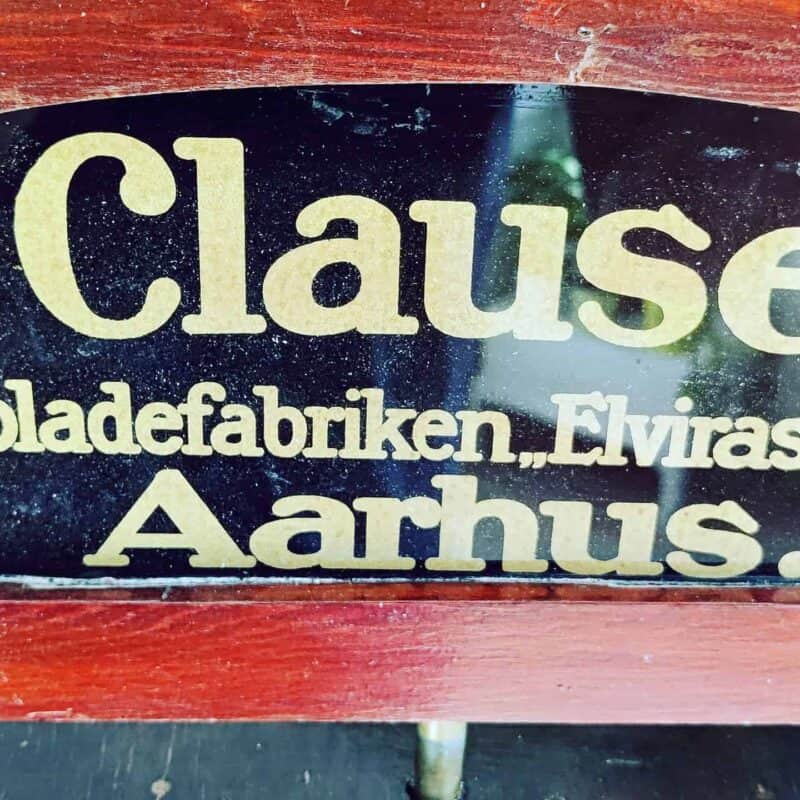 Clause
oladefabriken „Elviras
Aarhus.